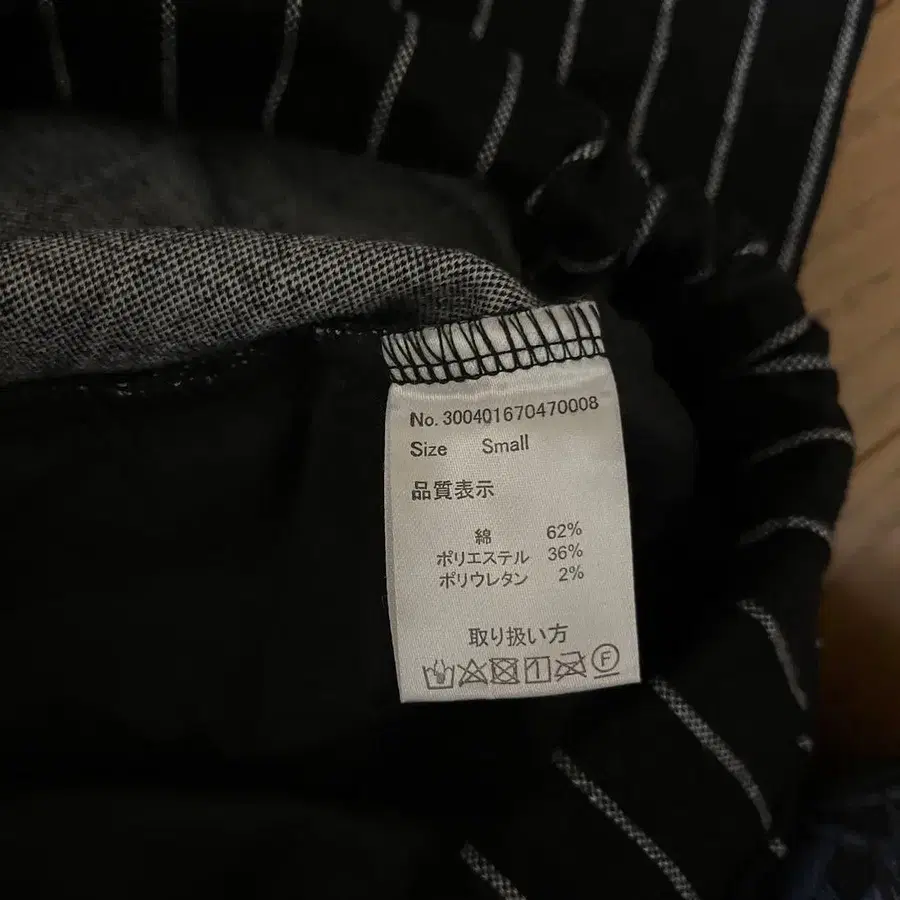 No. 300401670470008
Size Small
品質表示
綿 62%
ポリエステル 36%
ポリウレタン 2%
取り扱い方
F